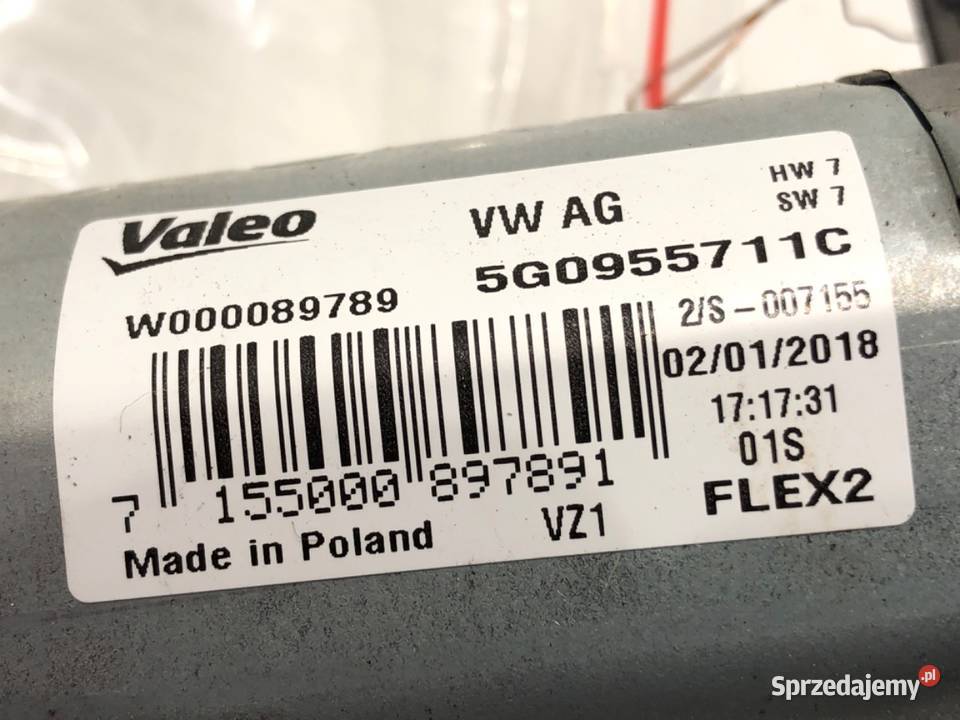 Valeo
VW AG
HW 7
SW 7
5G0955711C
W000089789
2/S-007155
02/01/2018
17:17:31
01S
7 155000 897891
VZ1
FLEX2
Made in Poland
Sprzedajemy.pl